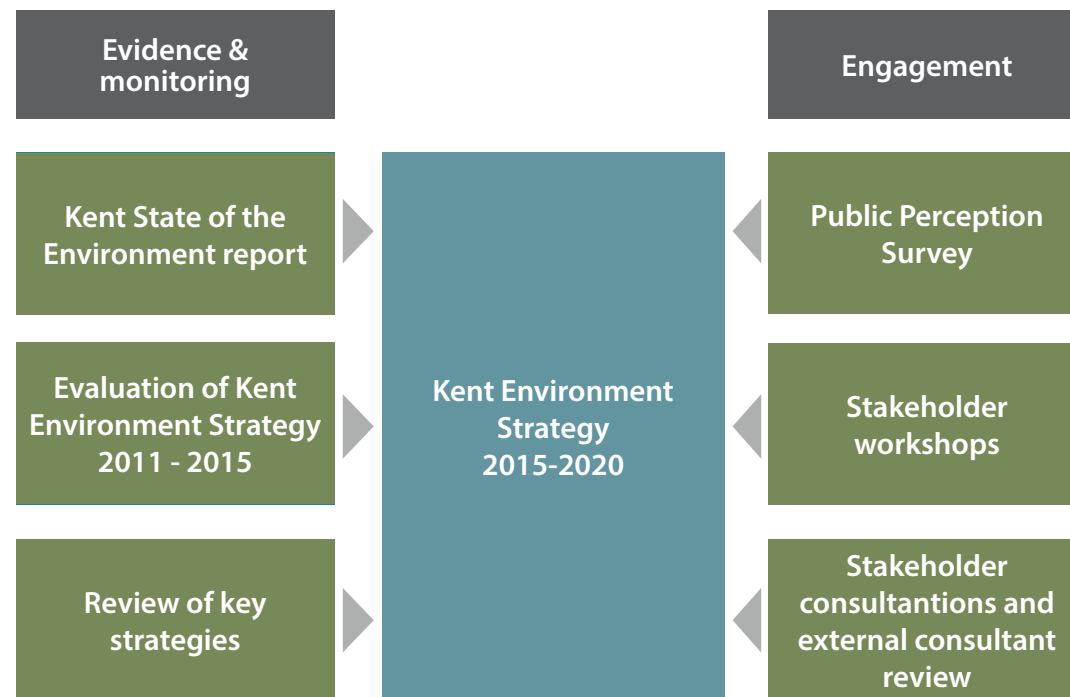 Evidence &
monitoring
Engagement
Kent State of the
Environment report
Public Perception
Survey
Evaluation of Kent
Environment Strategy
2011 - 2015
Kent Environment
Strategy
2015-2020
Stakeholder
workshops
Review of key
strategies
Stakeholder
consultantions and
external consultant
review